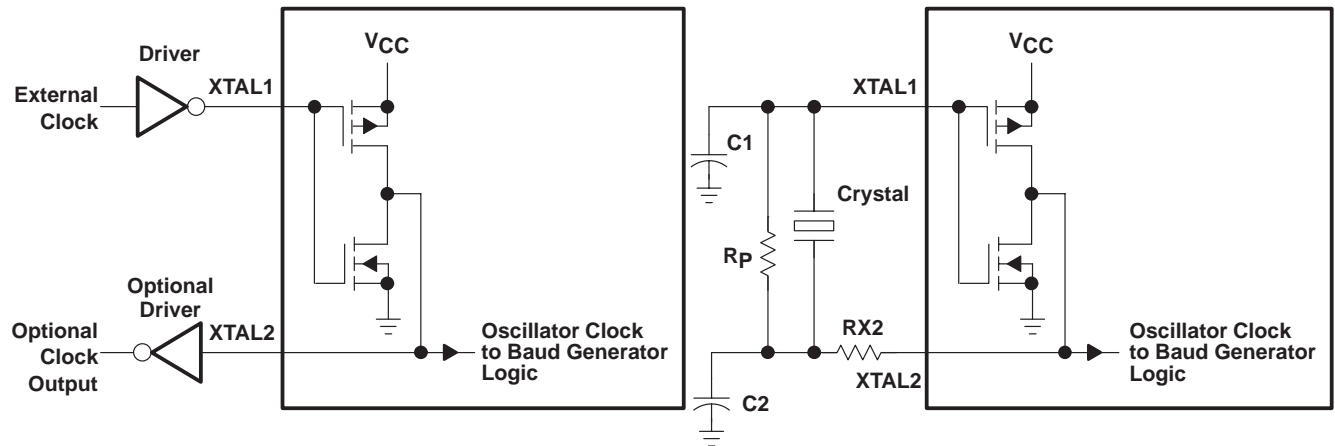 VCC
Driver
XTAL1
External
Clock
Optional
Driver
Optional
Clock
Output
XTAL2
Oscillator Clock
to Baud Generator
Logic
VCC
XTAL1
C1
Crystal
RP
RX2
XTAL2
C2
Oscillator Clock
to Baud Generator
Logic